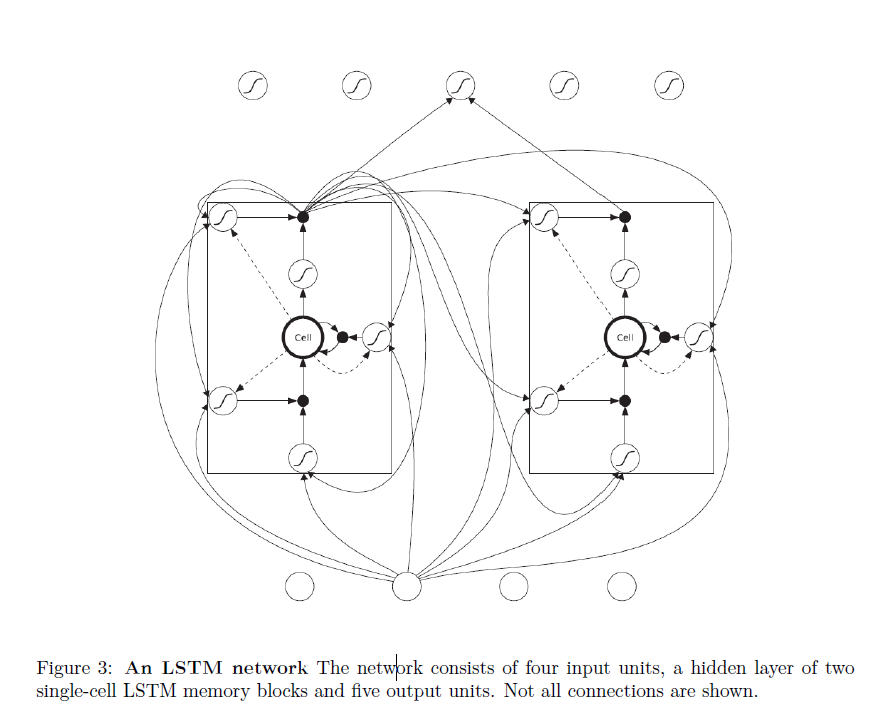 Cell
Cell
Figure 3: An LSTM network The network consists of four input units, a hidden layer of two
single-cell LSTM memory blocks and five output units. Not all connections are shown.